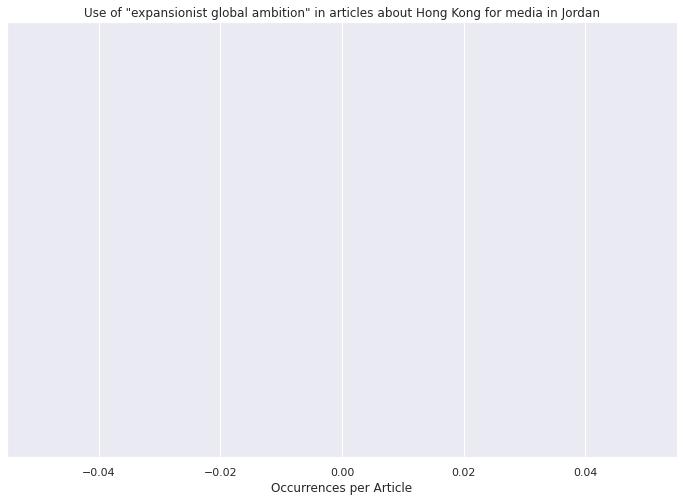 Use of "expansionist global ambition" in articles about Hong Kong for media in Jordan
−0.04 −0.02 0.00 0.02 0.04
Occurrences per Article